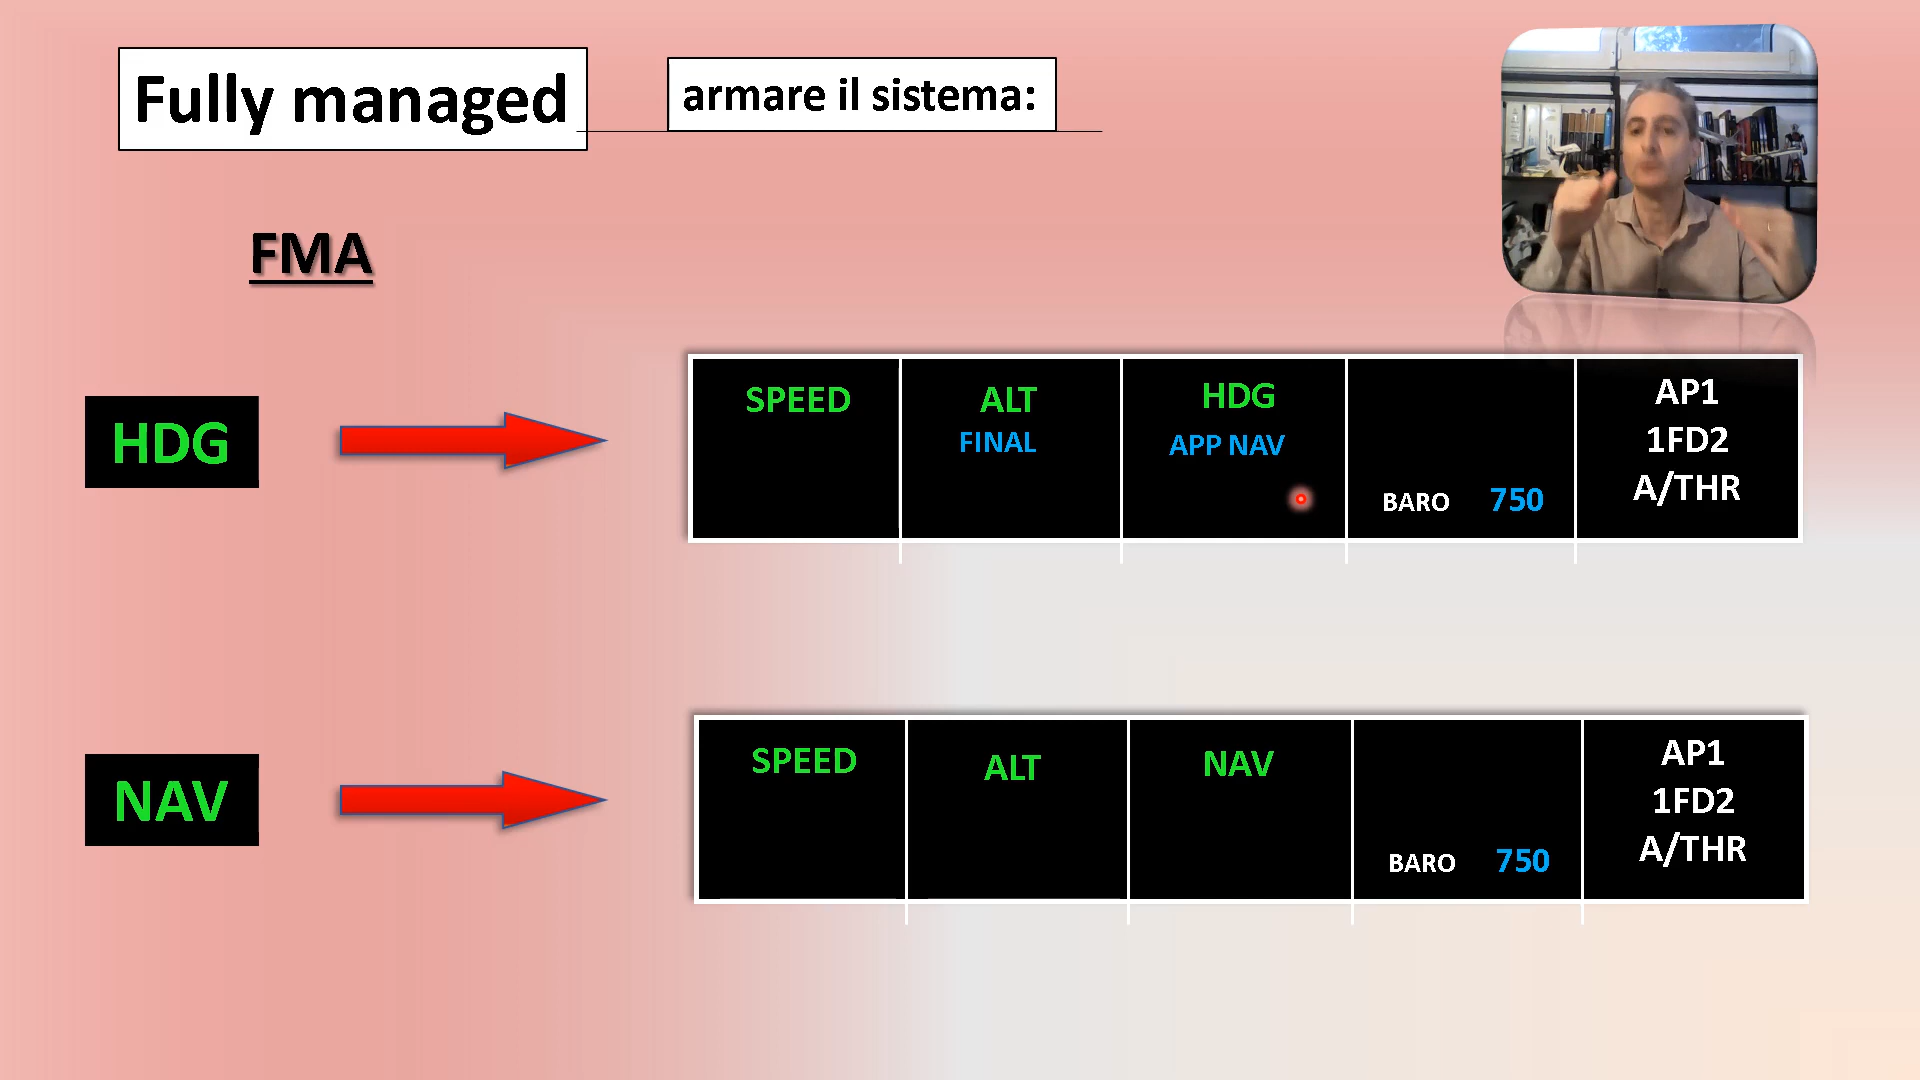 Fully managed
armare il sistema:
FMA
HDG
SPEED ALT HDG AP1
FINAL APP NAV 1FD2
BARO 750 A/THR
NAV
SPEED ALT NAV AP1
1FD2
BARO 750 A/THR